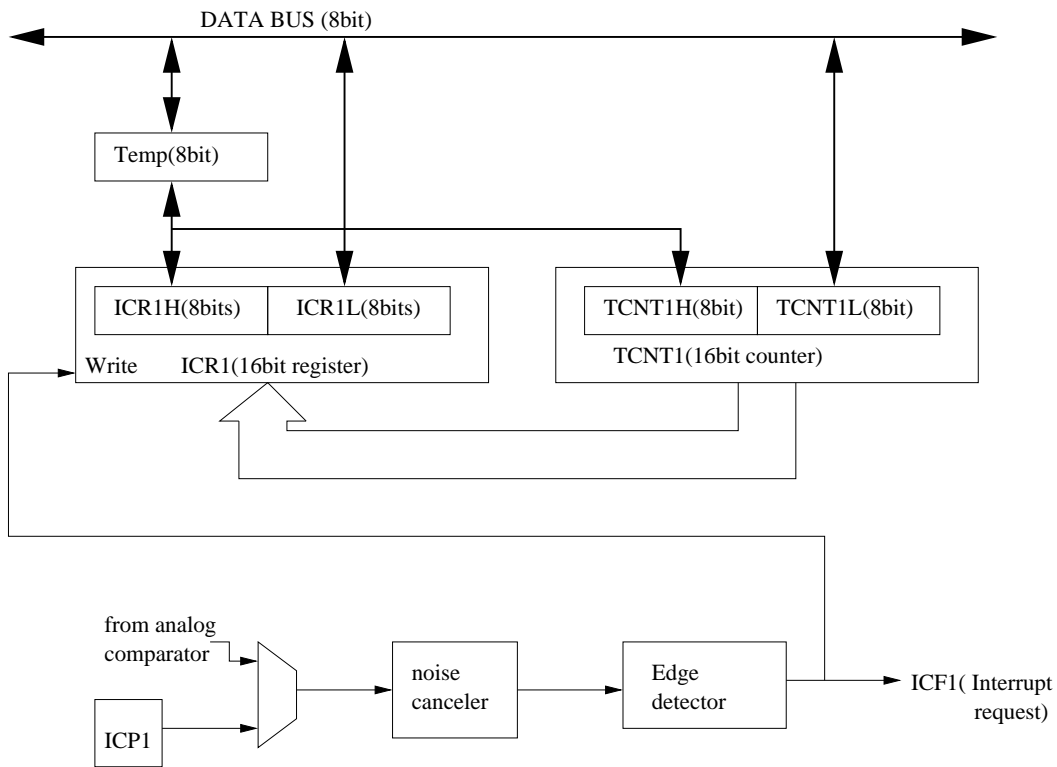 DATA BUS (8bit)
Temp(8bit)
ICR1H(8bits)
ICR1L(8bits)
TCNT1H(8bit)
TCNT1L(8bit)
Write
ICR1(16bit register)
TCNT1(16bit counter)
from analog
comparator
ICP1
noise
canceler
Edge
detector
ICF1( Interrupt
request)